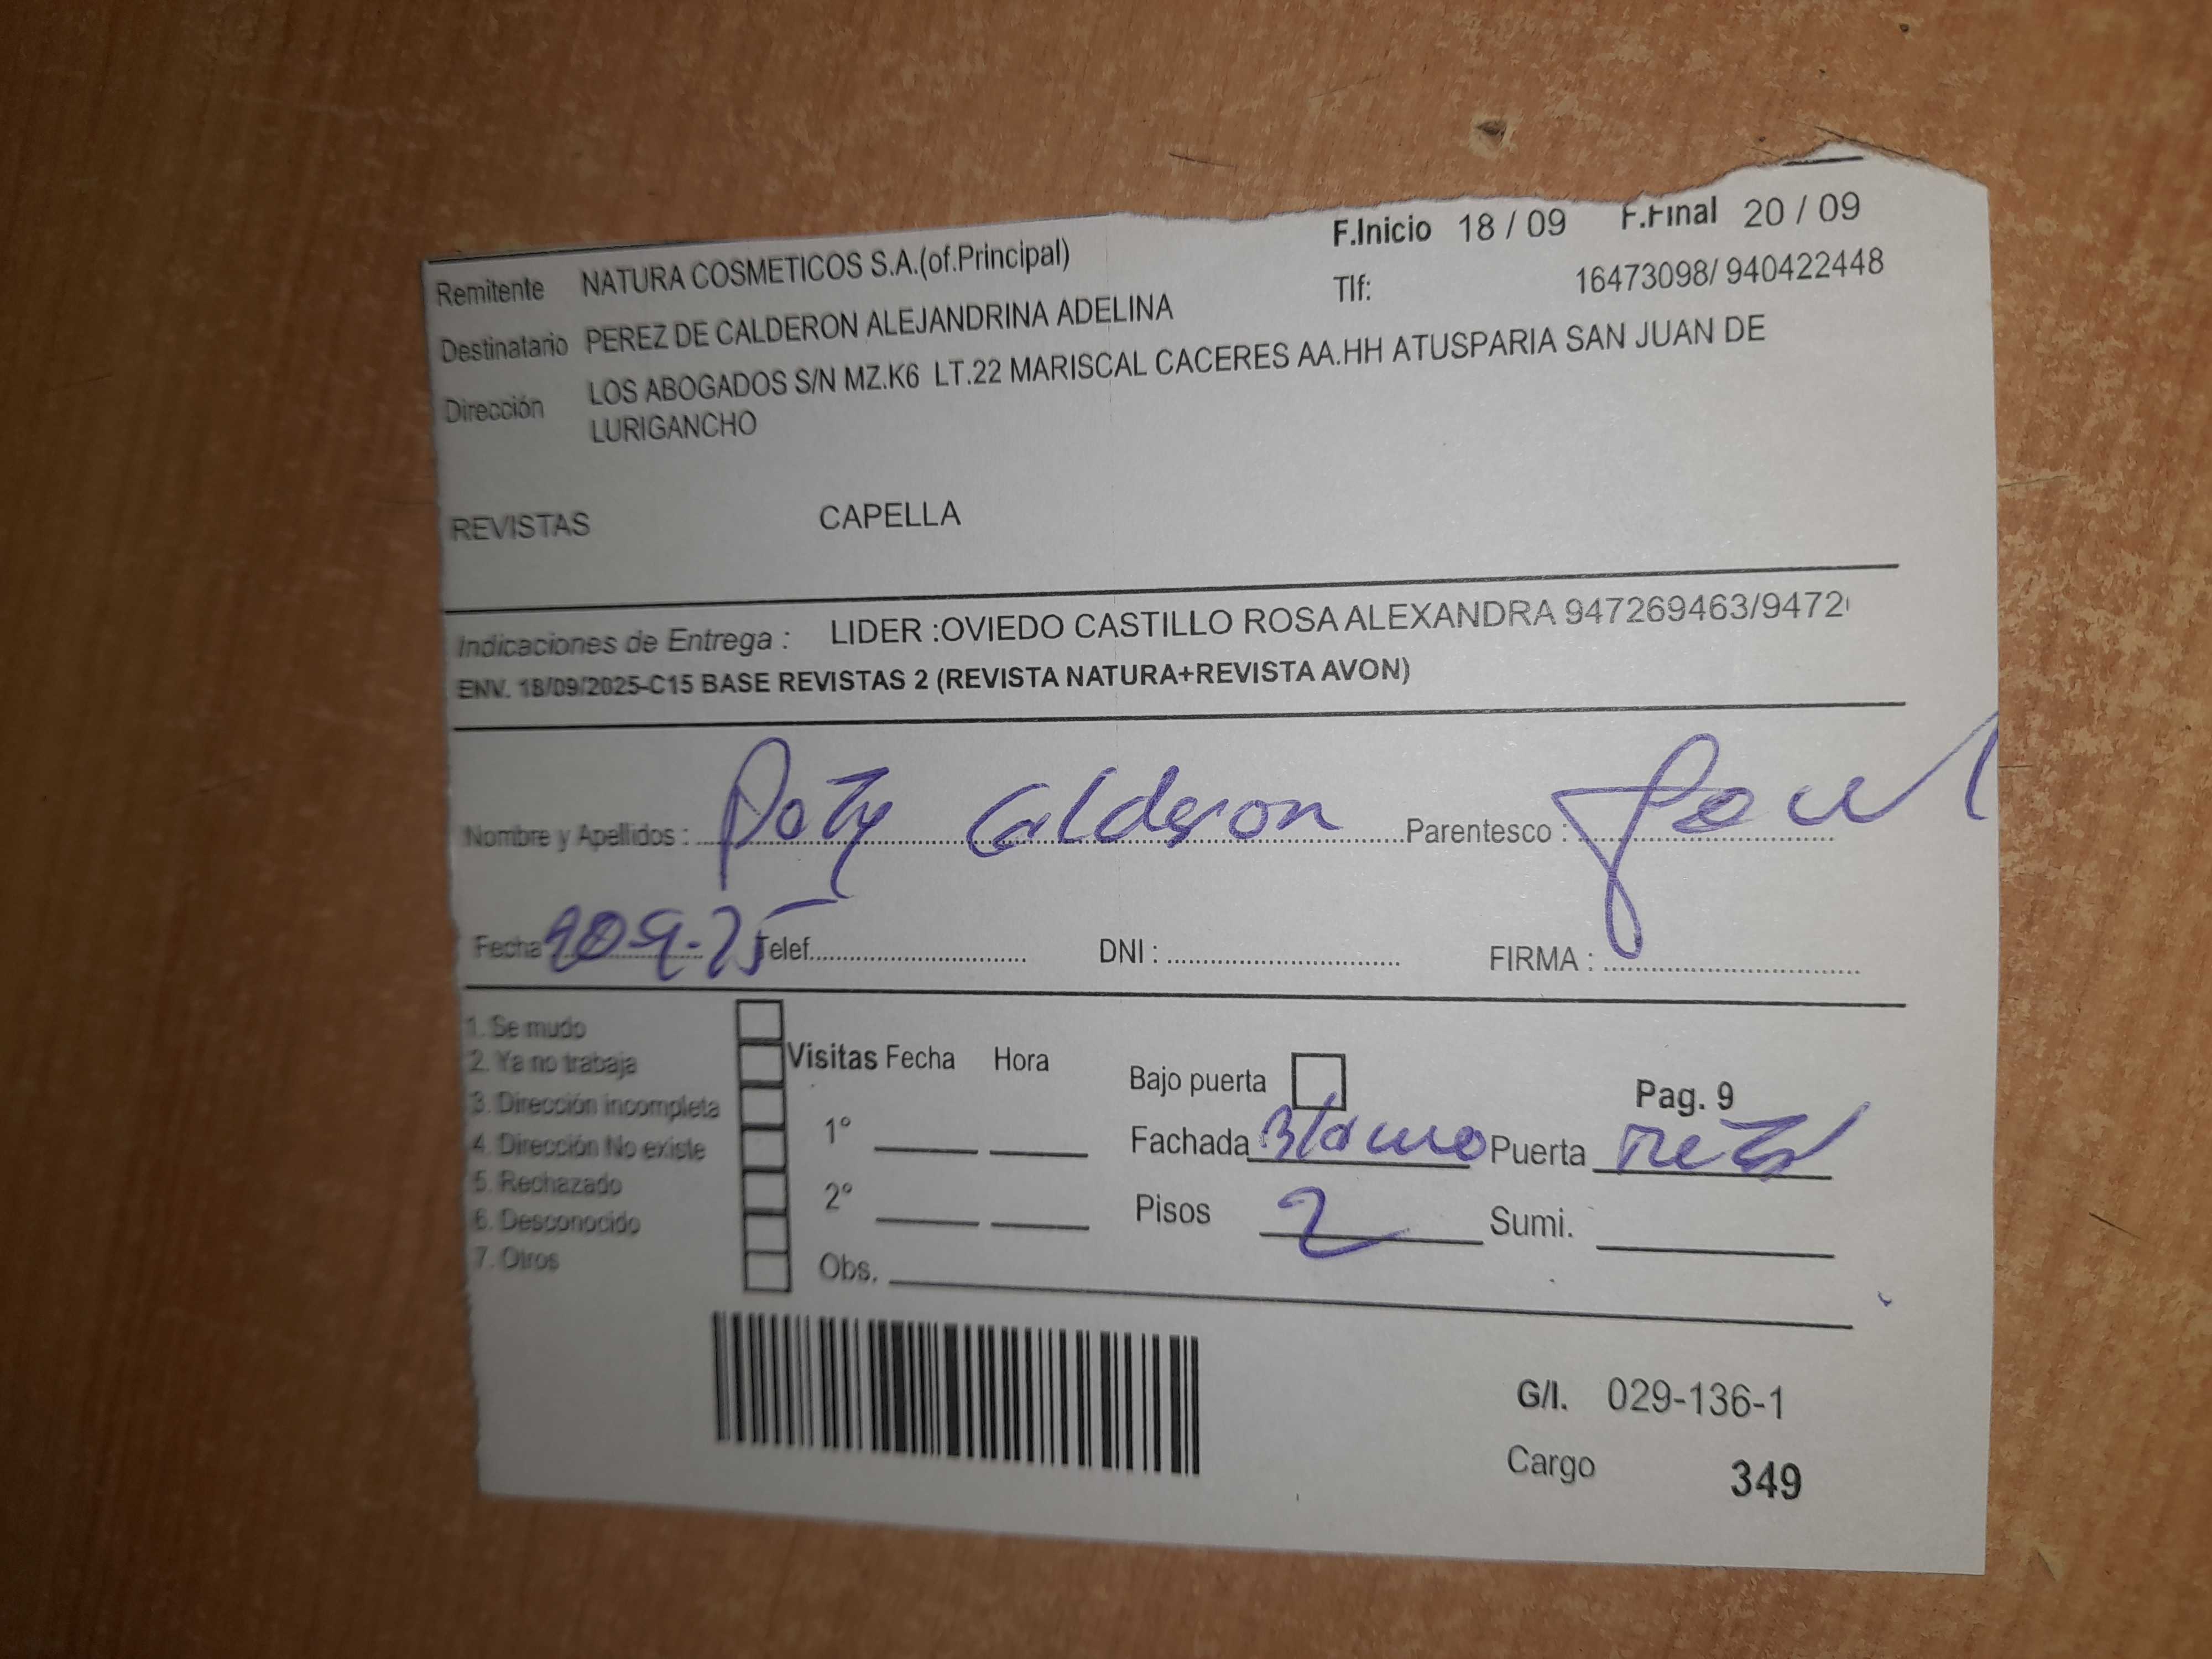 F.Inicio 18 / 09 F.Final 20 / 09
Remitente NATURA COSMETICOS S.A.(of.Principal) Tlf: 16473098/ 940422448
Destinatario PEREZ DE CALDERON ALEJANDRINA ADELINA
Dirección LOS ABOGADOS S/N MZ.K6 LT.22 MARISCAL CACERES AA.HH ATUSPARIA SAN JUAN DE
LURIGANCHO
REVISTAS CAPELLA
Indicaciones de Entrega : LIDER :OVIEDO CASTILLO ROSA ALEXANDRA 947269463/9472
ENV. 18/09/2025-C15 BASE REVISTAS 2 (REVISTA NATURA+REVISTA AVON)
Nombre y Apellidos : Paty Calderon Parentesco :
Fecha Telef. DNI : FIRMA :
1. Se mudo
2. Ya no trabaja
3. Dirección incompleta
4. Dirección No existe
5. Rechazado
6. Desconocido
7. Otros
Visitas Fecha Hora
1°
2°
Obs.
Bajo puerta Pag. 9
Fachada Blanco Puerta Metal
Pisos 2 Sumi.
G/I. 029-136-1
Cargo 349